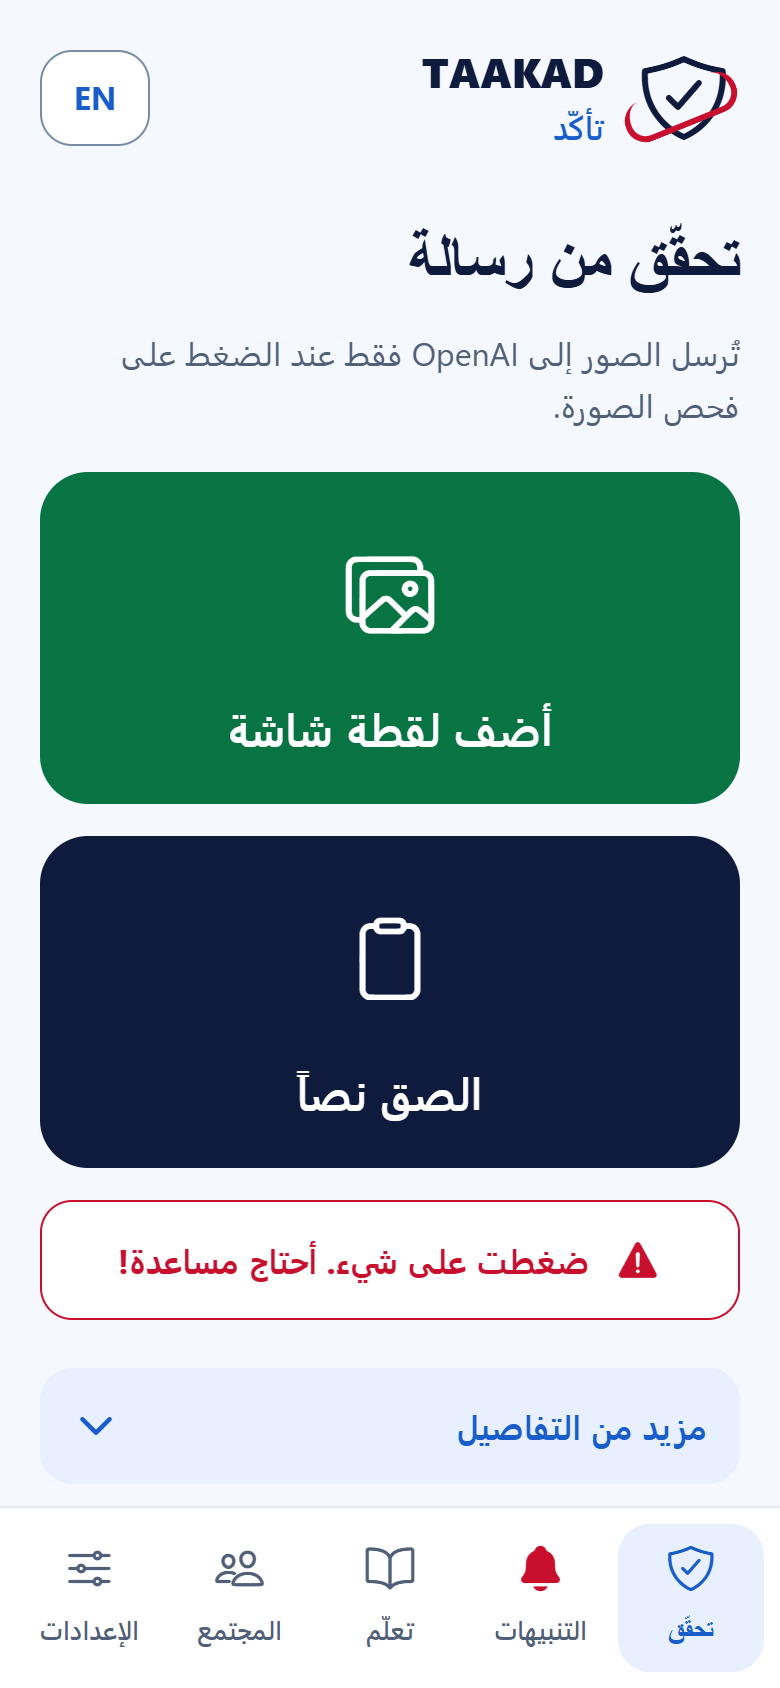 TAAKAD
تأكّد
EN
تحقّق من رسالة
تُرسل الصور إلى OpenAI فقط عند الضغط على
فحص الصورة.
أضف لقطة شاشة
الصق نصاً
ضغطت على شيء. أحتاج مساعدة!
مزيد من التفاصيل
تحقّق
التنبيهات
تعلّم
المجتمع
الإعدادات